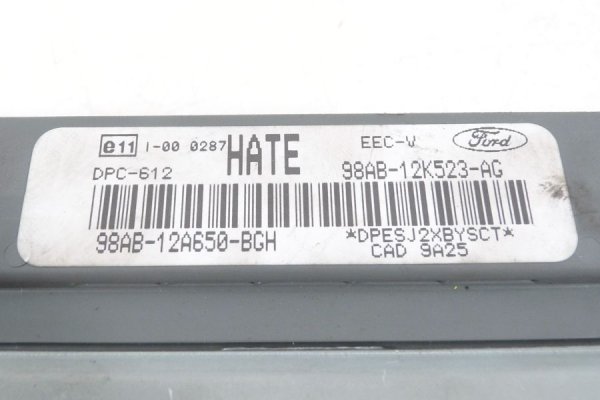 e11 I-00 0287 HATE EEC-V Ford
DPC-612 98AB-12K523-AG
98AB-12A650-BGH *DPESJ2XBYSCT*
CAD 9A25